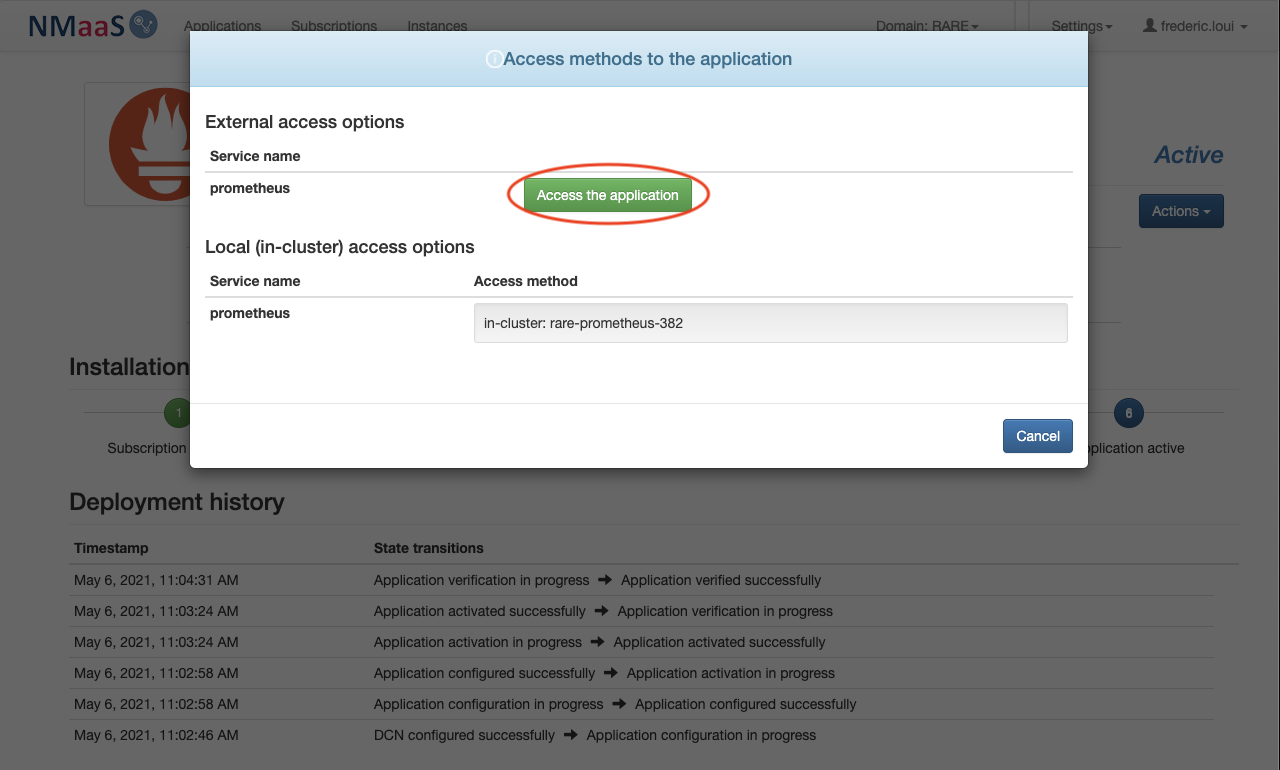 NMaaS Applications Subscriptions Instances Domain: RARE Settings frederic.loui
Access methods to the application
External access options
Service name
prometheus Access the application
Active
Actions
Local (in-cluster) access options
Service name Access method
prometheus in-cluster: rare-prometheus-382
Installation
1 6
Subscription pplication active
Cancel
Deployment history
Timestamp State transitions
May 6, 2021, 11:04:31 AM Application verification in progress ➜ Application verified successfully
May 6, 2021, 11:03:24 AM Application activated successfully ➜ Application verification in progress
May 6, 2021, 11:03:24 AM Application activation in progress ➜ Application activated successfully
May 6, 2021, 11:02:58 AM Application configured successfully ➜ Application activation in progress
May 6, 2021, 11:02:58 AM Application configuration in progress ➜ Application configured successfully
May 6, 2021, 11:02:46 AM DCN configured successfully ➜ Application configuration in progress